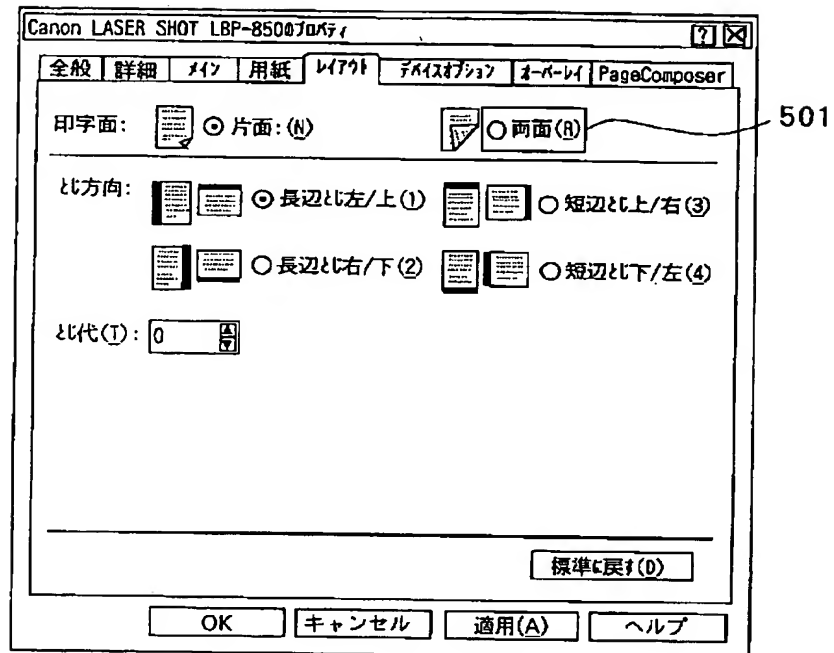 Canon LASER SHOT LBP-850のプロパティ
全般 詳細 メイン 用紙 レイアウト デバイスオプション オーバーレイ PageComposer
印字面: 片面:(N) 両面(R) 501
とじ方向: 長辺とじ左/上(1) 短辺とじ上/右(3)
長辺とじ右/下(2) 短辺とじ下/左(4)
とじ代(T): 0
標準に戻す(D)
OK キャンセル 適用(A) ヘルプ